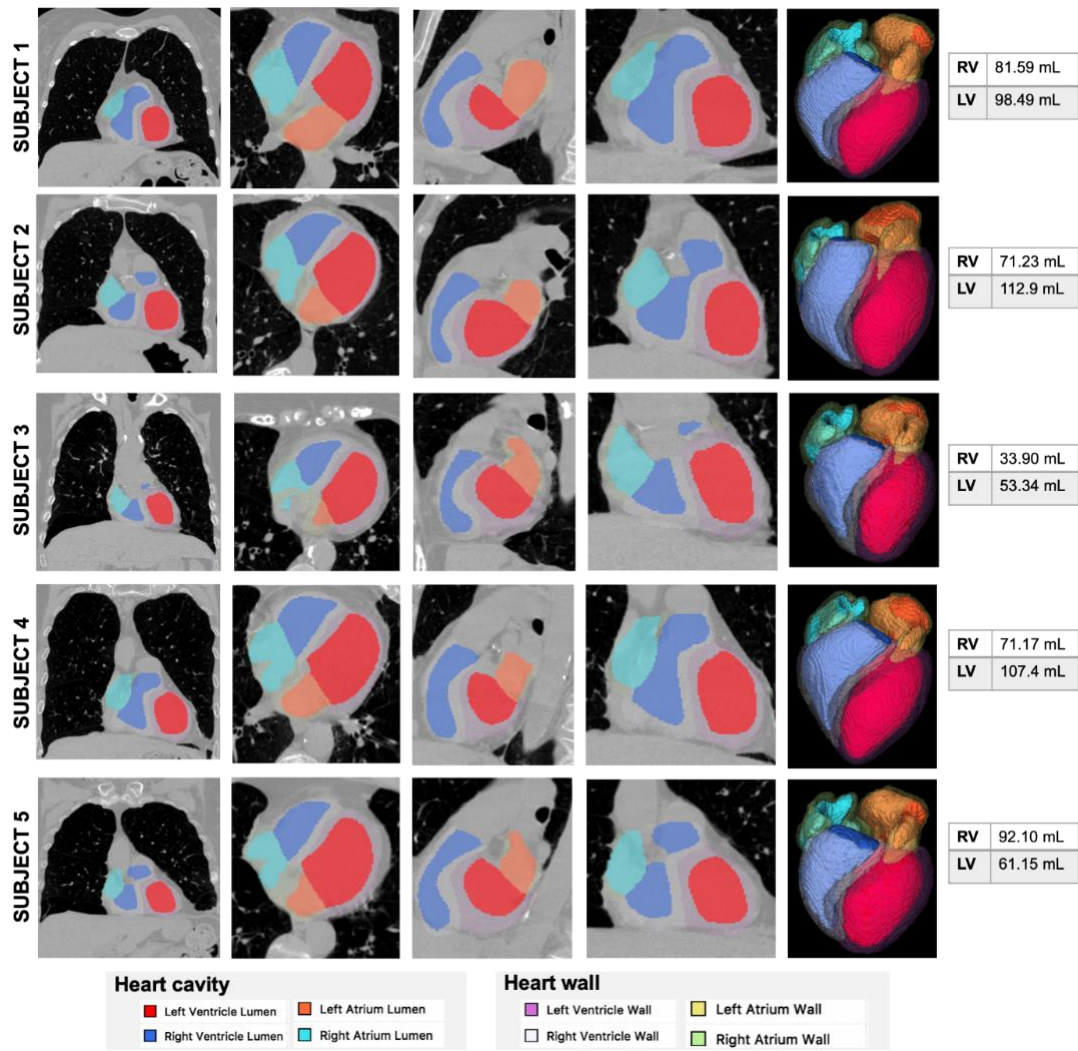 SUBJECT 1
RV 81.59 mL
LV 98.49 mL
SUBJECT 2
RV 71.23 mL
LV 112.9 mL
SUBJECT 3
RV 33.90 mL
LV 53.34 mL
SUBJECT 4
RV 71.17 mL
LV 107.4 mL
SUBJECT 5
RV 92.10 mL
LV 61.15 mL
Heart cavity
Left Ventricle Lumen Left Atrium Lumen
Right Ventricle Lumen Right Atrium Lumen
Heart wall
Left Ventricle Wall Left Atrium Wall
Right Ventricle Wall Right Atrium Wall